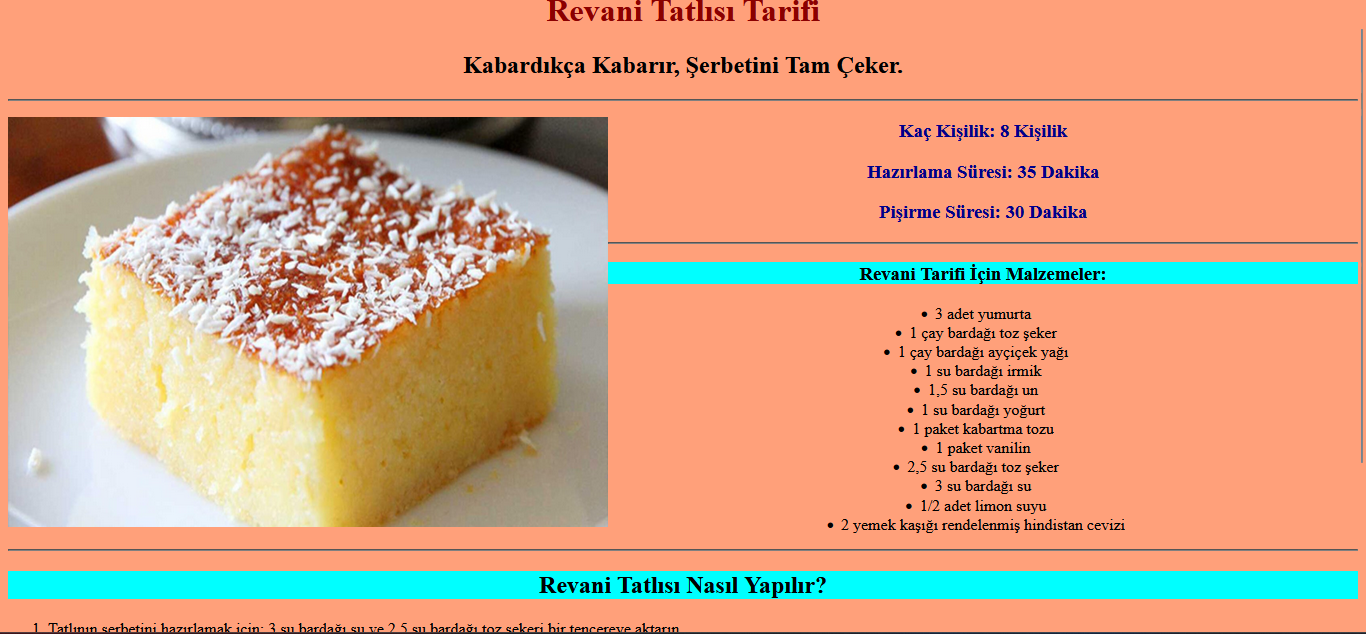 Revani Tatlısı Tarifi
Kabardıkça Kabarır, Şerbetini Tam Çeker.
Kaç Kişilik: 8 Kişilik
Hazırlama Süresi: 35 Dakika
Pişirme Süresi: 30 Dakika
Revani Tarifi İçin Malzemeler:
• 3 adet yumurta
• 1 çay bardağı toz şeker
• 1 çay bardağı ayçiçek yağı
• 1 su bardağı irmik
• 1,5 su bardağı un
• 1 su bardağı yoğurt
• 1 paket kabartma tozu
• 1 paket vanilin
• 2,5 su bardağı toz şeker
• 3 su bardağı su
• 1/2 adet limon suyu
• 2 yemek kaşığı rendelenmiş hindistan cevizi
Revani Tatlısı Nasıl Yapılır?
1. Tatlının şerbetini hazırlamak için; 3 su bardağı su ve 2,5 su bardağı toz şekeri bir tencereye aktarın.